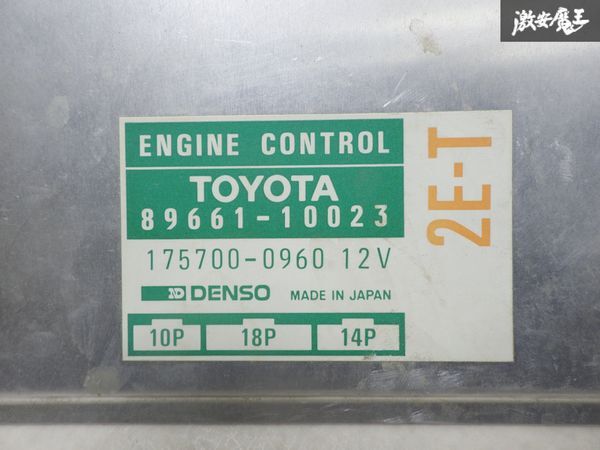 激安魔王
ENGINE CONTROL
TOYOTA
89661-10023
175700-0960 12V
ND DENSO MADE IN JAPAN
10P 18P 14P
2E-T